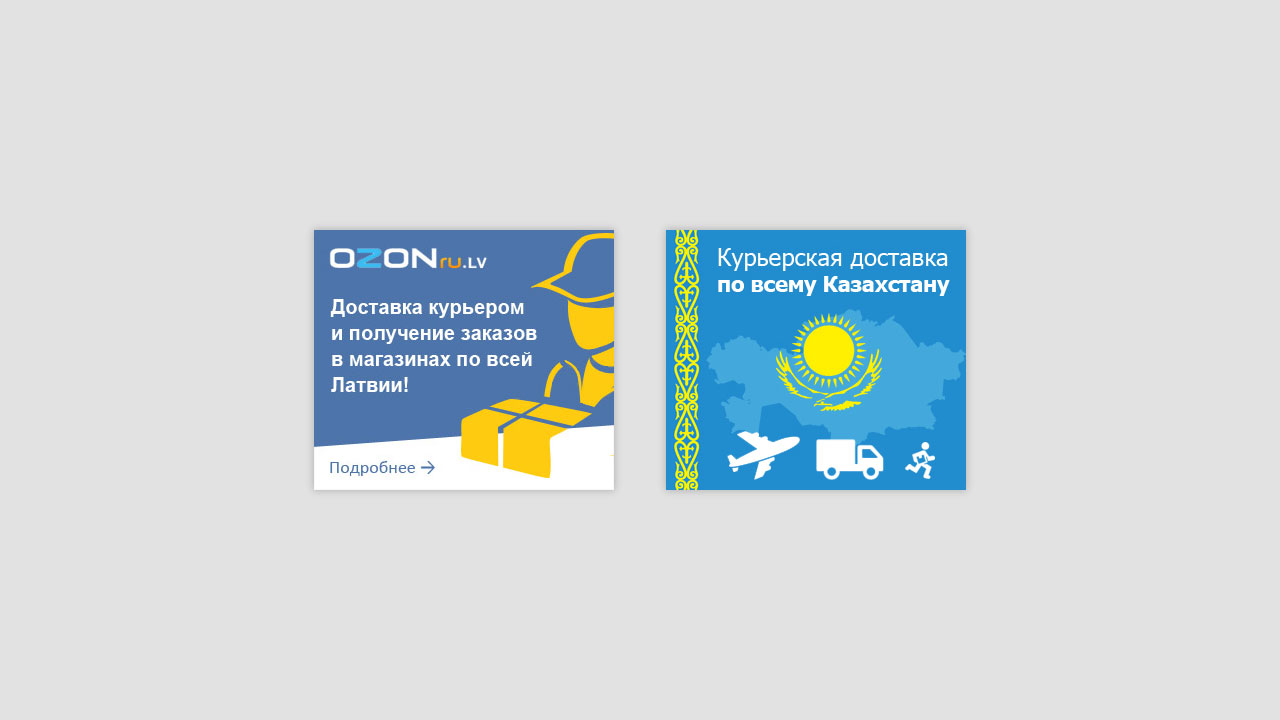 OZONru.LV
Доставка курьером
и получение заказов
в магазинах по всей
Латвии!
Подробнее →
Курьерская доставка
по всему Казахстану